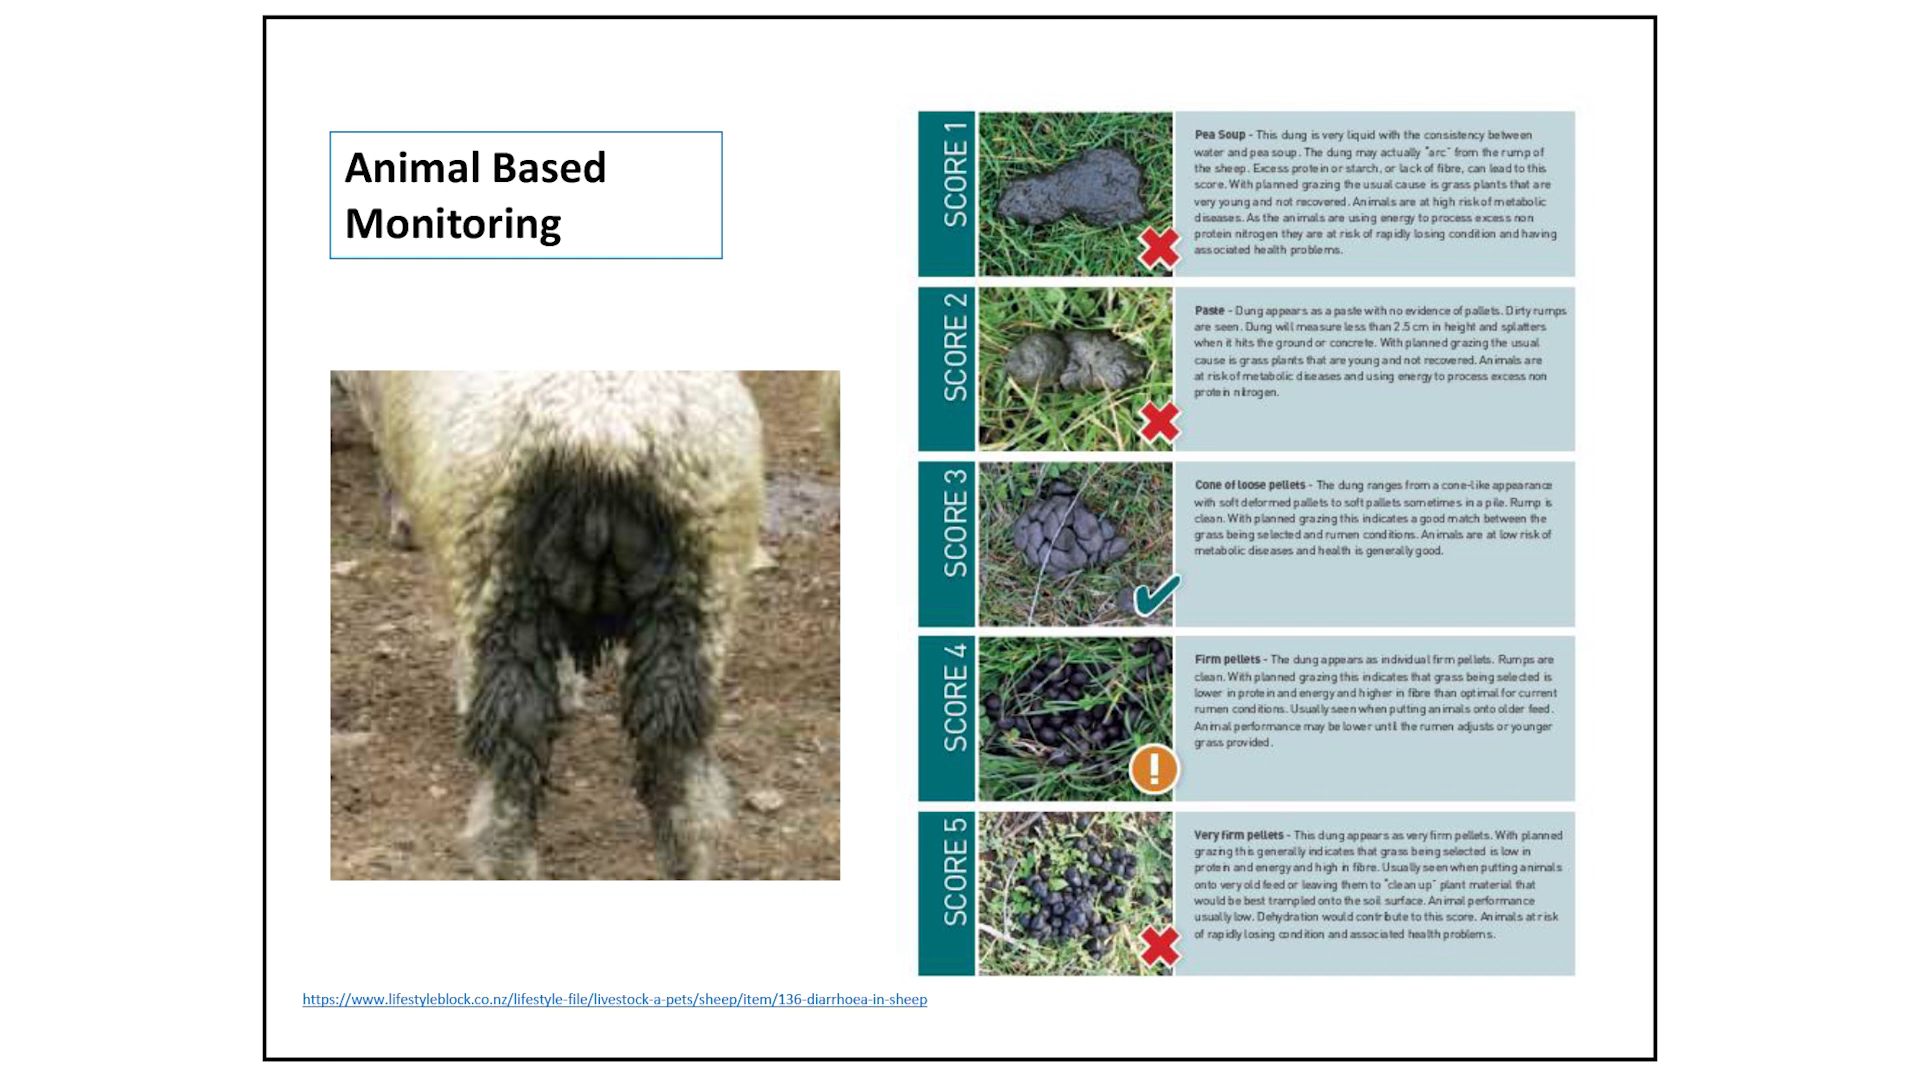 Animal Based
Monitoring
SCORE 1
Pea Soup - This dung is very liquid with the consistency between
water and pea soup. The dung may actually "arc" from the rump of
the sheep. Excess protein or starch, or lack of fibre, can lead to this
score. With planned grazing the usual cause is grass plants that are
very young and not recovered. Animals are at high risk of metabolic
diseases. As the animals are using energy to process excess non
protein nitrogen they are at risk of rapidly losing condition and having
associated health problems.
SCORE 2
Paste - Dung appears as a paste with no evidence of pallets. Dirty rumps
are seen. Dung will measure less than 2.5 cm in height and splatters
when it hits the ground or concrete. With planned grazing the usual
cause is grass plants that are young and not recovered. Animals are
at risk of metabolic diseases and using energy to process excess non
protein nitrogen.
SCORE 3
Cone of loose pellets - The dung ranges from a cone-like appearance
with soft deformed pallets to soft pallets sometimes in a pile. Rump is
clean. With planned grazing this indicates a good match between the
grass being selected and rumen conditions. Animals are at low risk of
metabolic diseases and health is generally good.
SCORE 4
Firm pellets - The dung appears as individual firm pellets. Rumps are
clean. With planned grazing this indicates that grass being selected is
lower in protein and energy and higher in fibre than optimal for current
rumen conditions. Usually seen when putting animals onto older feed.
Animal performance may be lower until the rumen adjusts or younger
grass provided.
SCORE 5
Very firm pellets - This dung appears as very firm pellets. With planned
grazing this generally indicates that grass being selected is low in
protein and energy and high in fibre. Usually seen when putting animals
onto very old feed or leaving them to "clean up" plant material that
would be best trampled onto the soil surface. Animal performance
usually low. Dehydration would contribute to this score. Animals at risk
of rapidly losing condition and associated health problems.
https://www.lifestyleblock.co.nz/lifestyle-file/livestock-a-pets/sheep/item/136-diarrhoea-in-sheep